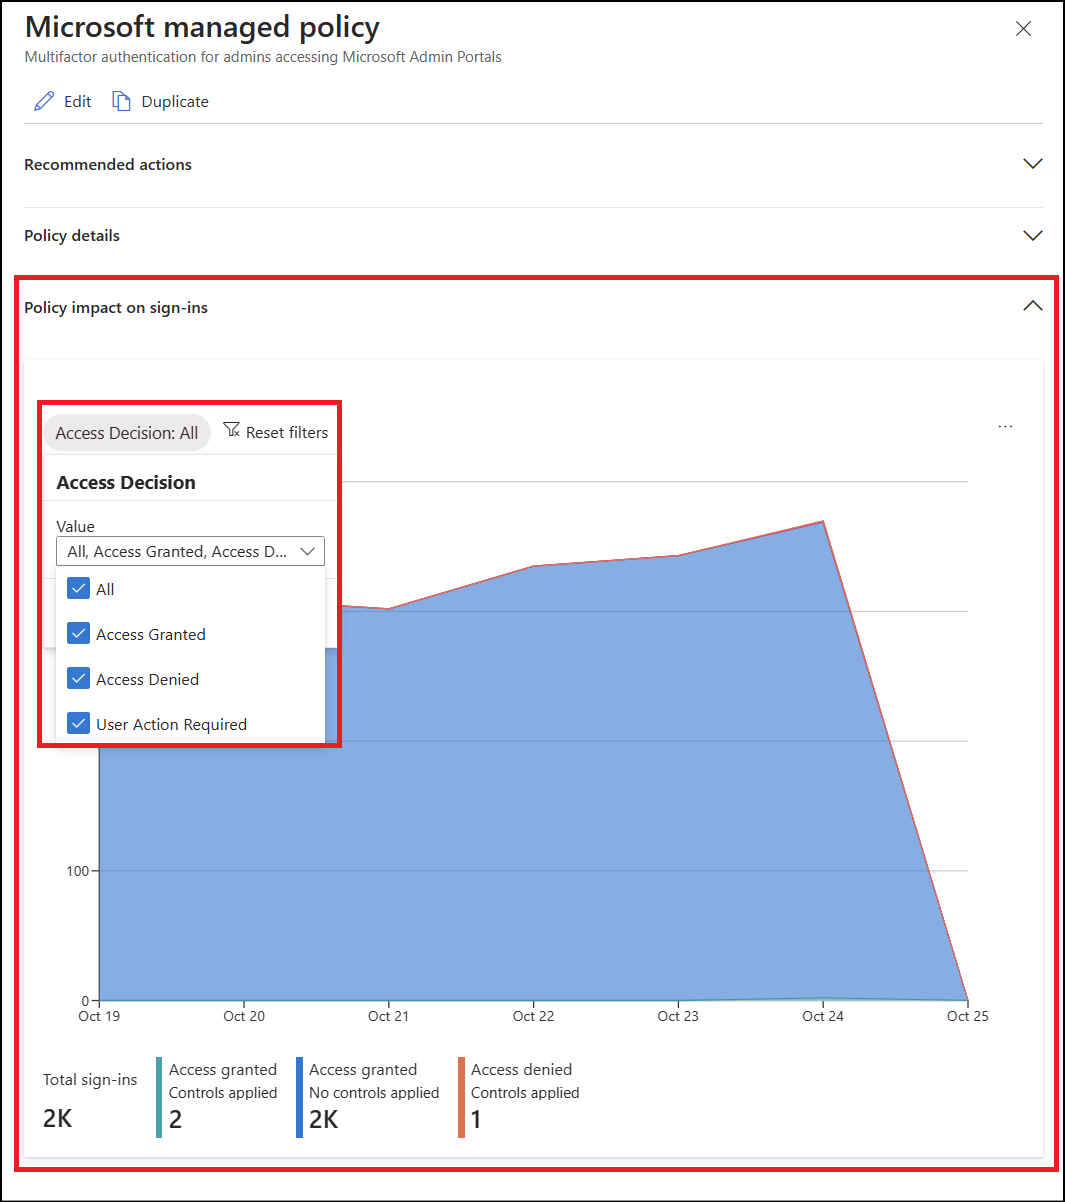 Microsoft managed policy
Multifactor authentication for admins accessing Microsoft Admin Portals
Edit
Duplicate
Recommended actions
Policy details
Policy impact on sign-ins
Access Decision: All
Reset filters
...
Access Decision
Value
All, Access Granted, Access D...
All
Access Granted
Access Denied
User Action Required
100
0
Oct 19
Oct 20
Oct 21
Oct 22
Oct 23
Oct 24
Oct 25
Total sign-ins
2K
Access granted
Controls applied
2
Access granted
No controls applied
2K
Access denied
Controls applied
1